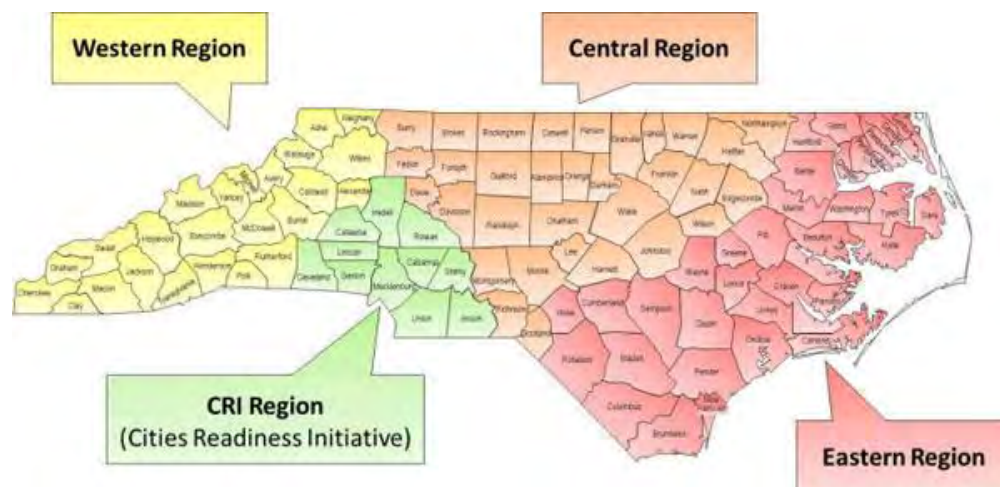 Western Region
Central Region
Alleghany
Ashe
Surry
Stokes
Rockingham
Caswell
Person
Granville
Vance
Warren
Northampton
Hertford
Gates
Halifax
Watauga
Wilkes
Yadkin
Forsyth
Guilford
Alamance
Orange
Durham
Franklin
Nash
Bertie
Avery
Caldwell
Alexander
Davie
Iredell
Davidson
Randolph
Chatham
Wake
Edgecombe
Martin
Washington
Tyrrell
Dare
Madison
Yancey
Burke
McDowell
Catawba
Rowan
Wilson
Pitt
Beaufort
Hyde
Swain
Haywood
Buncombe
Rutherford
Lincoln
Cabarrus
Stanly
Lee
Johnston
Greene
Wayne
Graham
Jackson
Henderson
Polk
Cleveland
Gaston
Mecklenburg
Montgomery
Moore
Harnett
Lenoir
Craven
Pamlico
Cherokee
Macon
Clay
Transylvania
Union
Anson
Richmond
Hoke
Cumberland
Sampson
Duplin
Jones
Onslow
Carteret
Scotland
Robeson
Bladen
Pender
Columbus
Brunswick
CRI Region
(Cities Readiness Initiative)
Eastern Region